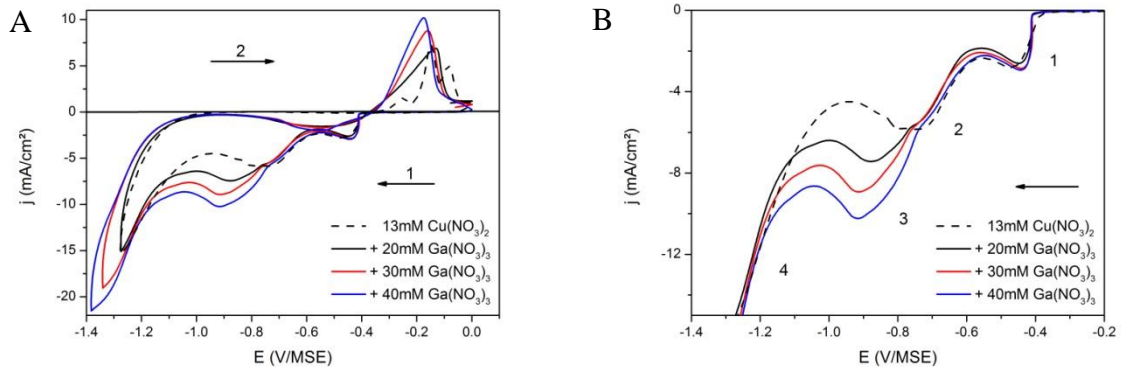 A
10
5
0
-5
-10
-15
-20
j (mA/cm²)
2
1
13mM Cu(NO₃)₂
+ 20mM Ga(NO₃)₃
+ 30mM Ga(NO₃)₃
+ 40mM Ga(NO₃)₃
-1.4 -1.2 -1.0 -0.8 -0.6 -0.4 -0.2 0.0
E (V/MSE)
B
0
-4
-8
-12
j (mA/cm²)
1
2
3
4
13mM Cu(NO₃)₂
+ 20mM Ga(NO₃)₃
+ 30mM Ga(NO₃)₃
+ 40mM Ga(NO₃)₃
-1.4 -1.2 -1.0 -0.8 -0.6 -0.4 -0.2
E (V/MSE)